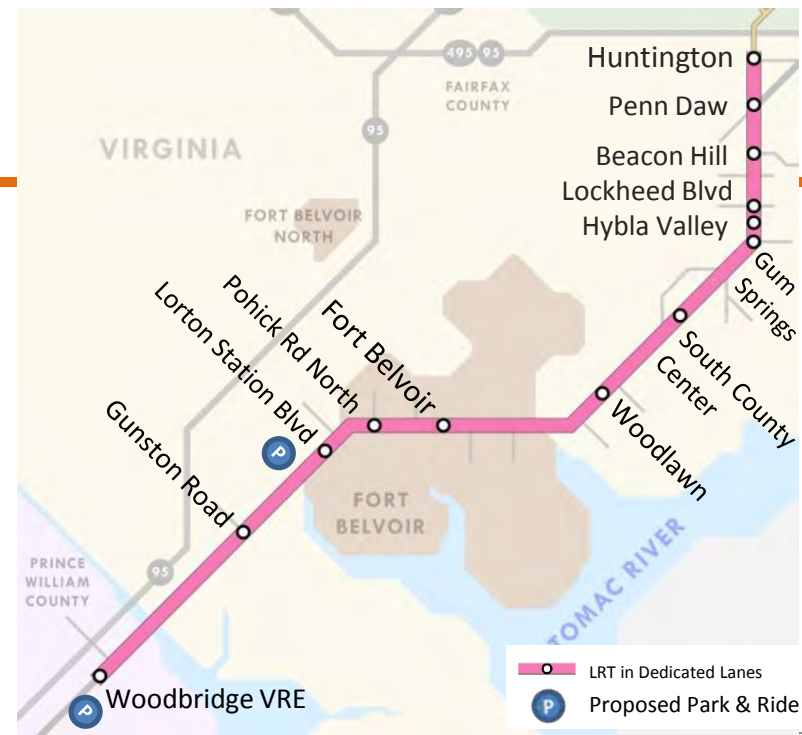 Huntington
495 95
FAIRFAX
COUNTY
Penn Daw
95
VIRGINIA
Beacon Hill
Lockheed Blvd
FORT BELVOIR
NORTH
Hybla Valley
Gum
Springs
Fort Belvoir
Pohick Rd North
Lorton Station Blvd
South County
Center
Woodlawn
Gunston Road
P
FORT
BELVOIR
PRINCE
WILLIAM
COUNTY
95
TOMAC RIVER
Woodbridge VRE
P
LRT in Dedicated Lanes
P Proposed Park & Ride